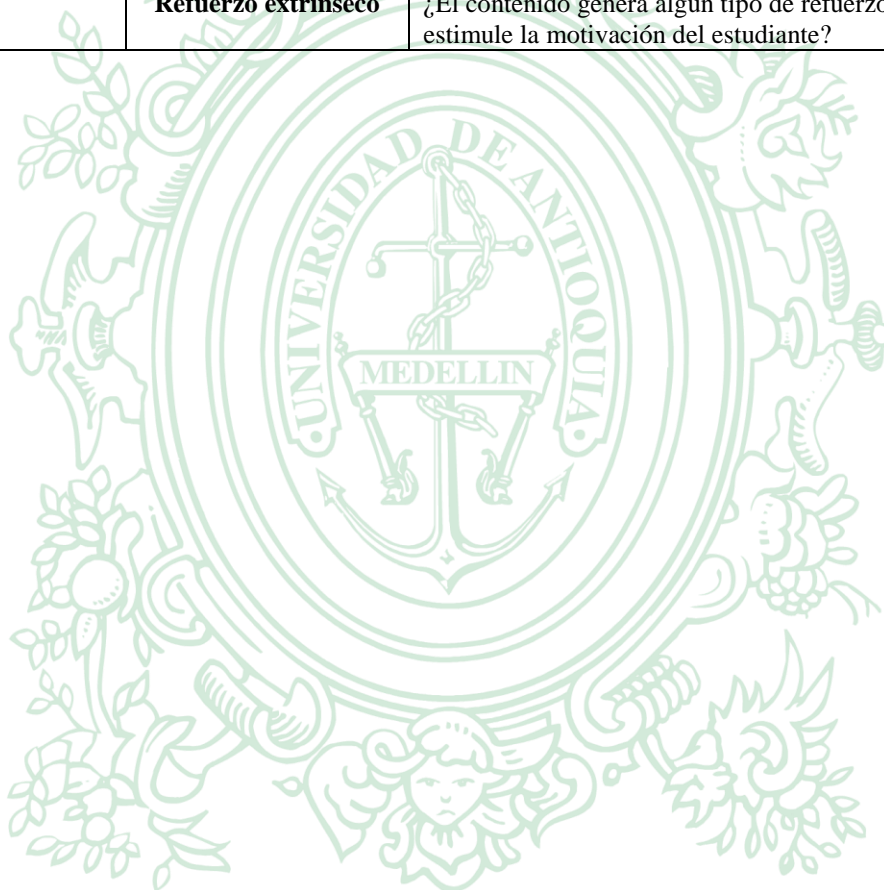 Refuerzo extrínseco
¿El contenido genera algún tipo de refuerzo
estimule la motivación del estudiante?
UNIVERSIDAD DE ANTIOQUIA
MEDELLIN